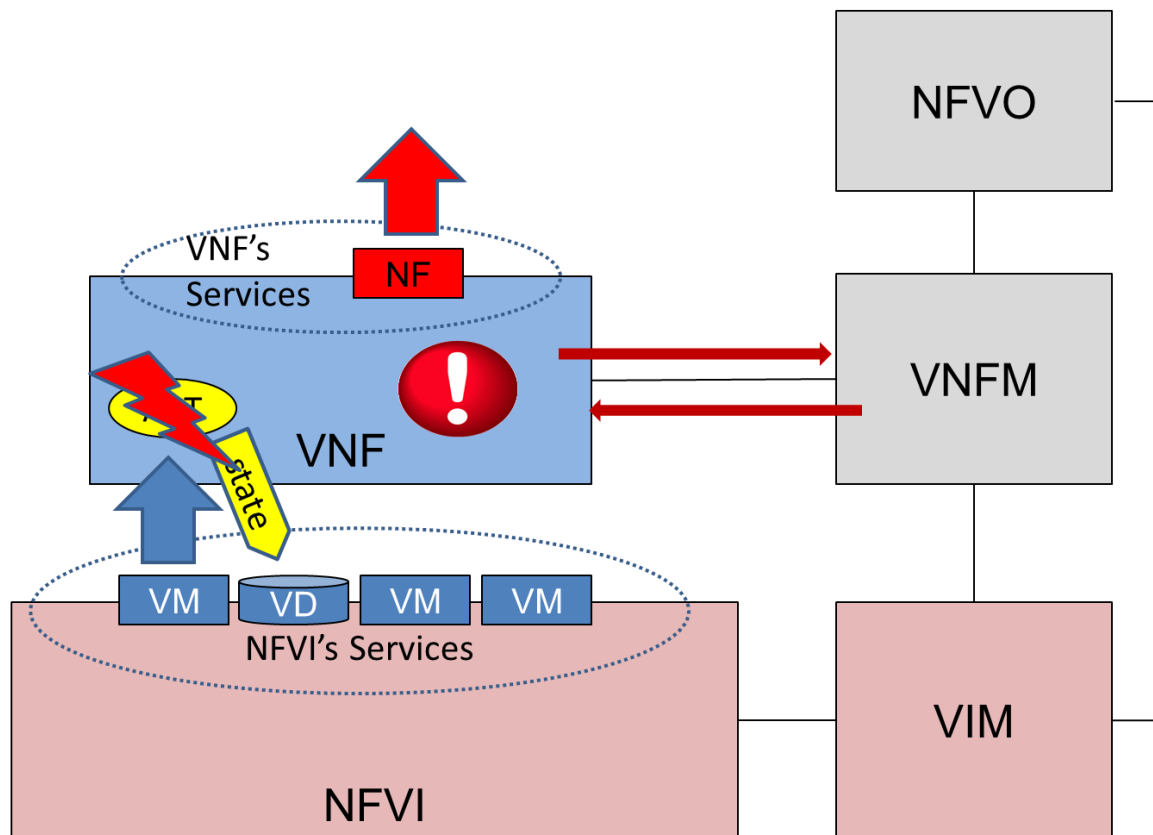 NFVO
VNF's
Services
NF
VNFM
VNF
state
VM
VD
VM
VM
NFVI's Services
VIM
NFVI